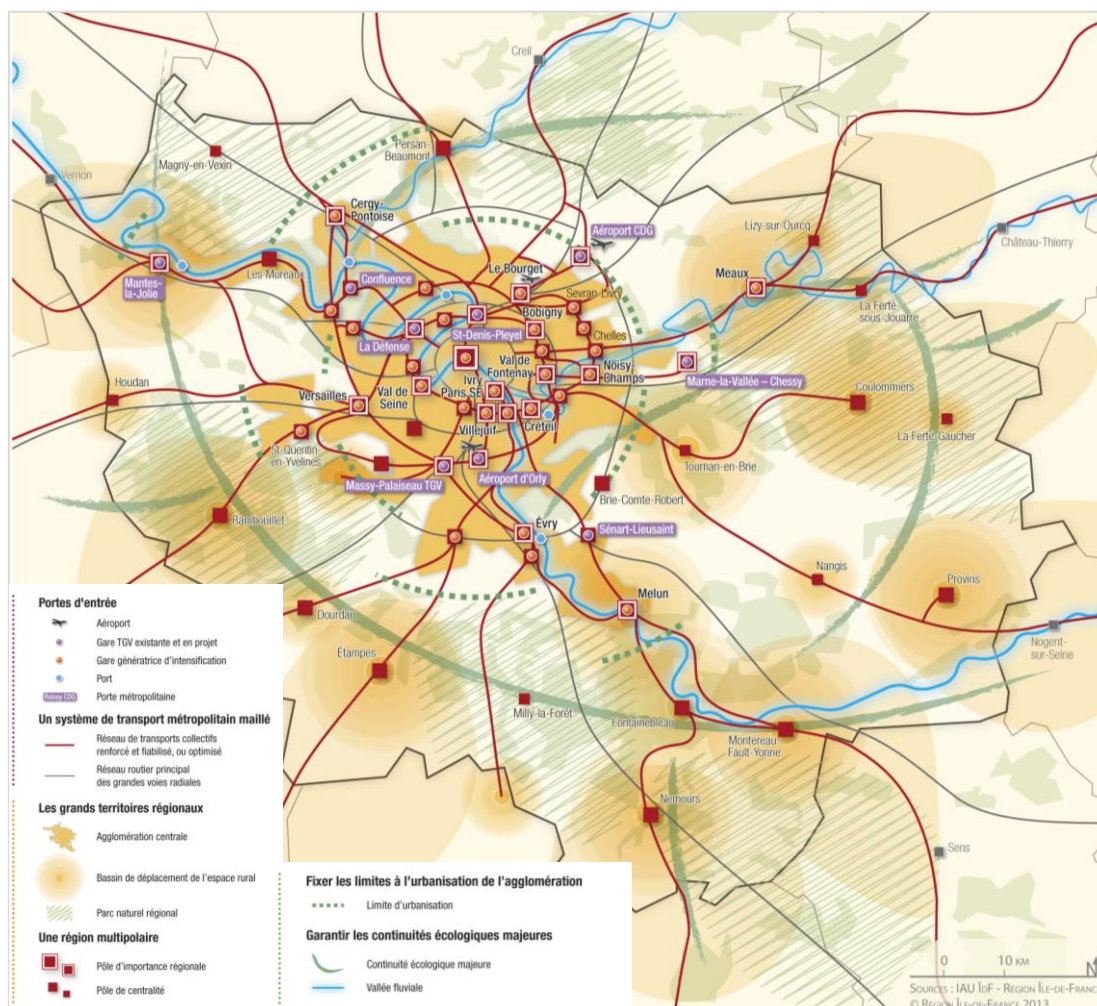 Creil
Persan-
Beaumont
Magny-en-Vexin
Vernon
Cergy-
Pontoise
Aéroport CDG
Lizy-sur-Ourcq
Château-Thierry
Mantes-
la-Jolie
Les Mureaux
Confluence
Le Bourget
Sevran-Livry
Meaux
La Ferté-
sous-Jouarre
Bobigny
La Défense
St-Denis-Pleyel
Chelles
Val de
Fontenay
Noisy-
Champs
Marne-la-Vallée – Chessy
Houdan
Versailles
Val de
Seine
Ivry
Paris SE
Coulommiers
Villejuif
Créteil
La Ferté-Gaucher
St-Quentin-
en-Yvelines
Tournan-en-Brie
Massy-Palaiseau TGV
Aéroport d'Orly
Brie-Comte-Robert
Rambouillet
Évry
Sénart-Lieusaint
Nangis
Provins
Melun
Dourdan
Nogent-
sur-Seine
Étampes
Milly-la-Forêt
Fontainebleau
Montereau-
Fault-Yonne
Nemours
Sens
Portes d'entrée
Aéroport
Gare TGV existante et en projet
Gare génératrice d'intensification
Port
Roissy CDG
Porte métropolitaine
Un système de transport métropolitain maillé
Réseau de transports collectifs
renforcé et fiabilisé, ou optimisé
Réseau routier principal
des grandes voies radiales
Les grands territoires régionaux
Agglomération centrale
Bassin de déplacement de l'espace rural
Parc naturel régional
Une région multipolaire
Pôle d'importance régionale
Pôle de centralité
Fixer les limites à l'urbanisation de l'agglomération
Limite d'urbanisation
Garantir les continuités écologiques majeures
Continuité écologique majeure
Vallée fluviale
0 10 KM
N
SOURCES : IAU ÎDF - RÉGION ÎLE-DE-FRANC
© RÉGION ÎLE-DE-FRANCE 2013